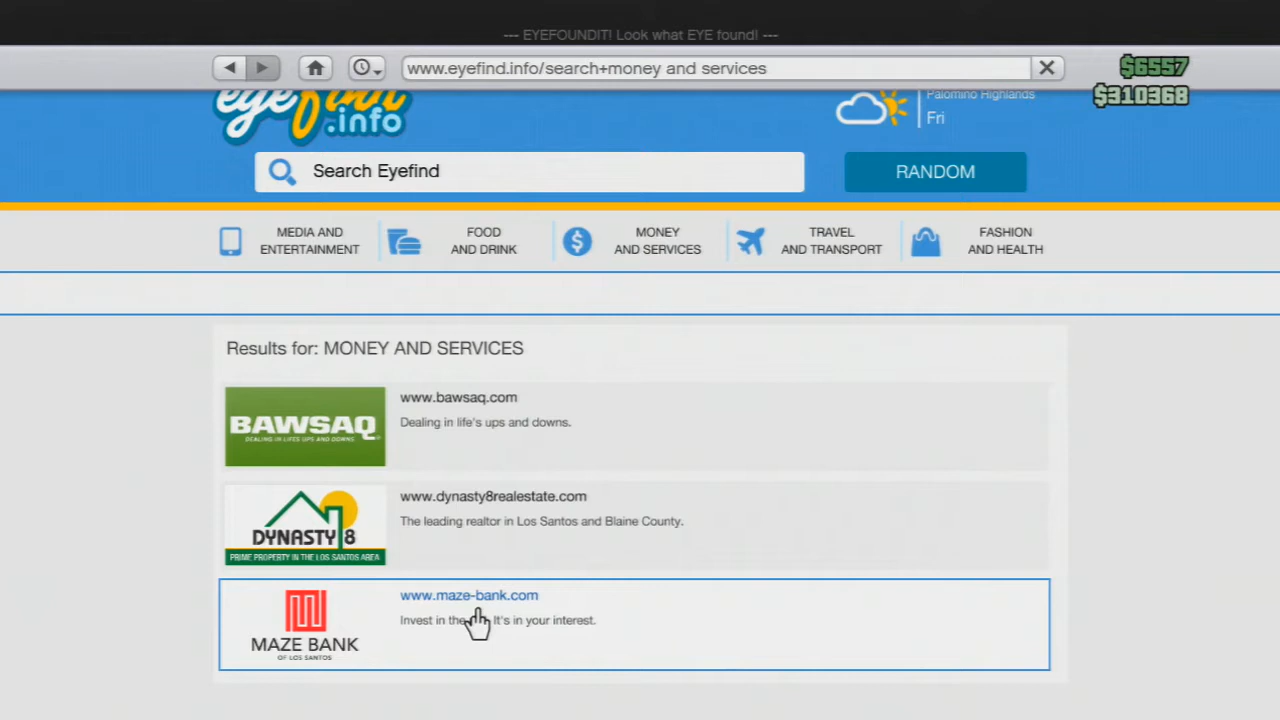 --- EYEFOUNDIT! Look what EYE found! ---
www.eyefind.info/search+money and services
$6557
$310368
eyefind
.info
Palomino Highlands
Fri
Search Eyefind
RANDOM
MEDIA AND
ENTERTAINMENT
FOOD
AND DRINK
MONEY
AND SERVICES
TRAVEL
AND TRANSPORT
FASHION
AND HEALTH
Results for: MONEY AND SERVICES
BAWSAQ
DEALING IN LIFE'S UPS AND DOWNS
www.bawsaq.com
Dealing in life's ups and downs.
DYNASTY 8
PRIME PROPERTY IN THE LOS SANTOS AREA
www.dynasty8realestate.com
The leading realtor in Los Santos and Blaine County.
MAZE BANK
OF LOS SANTOS
www.maze-bank.com
Invest in the It's in your interest.